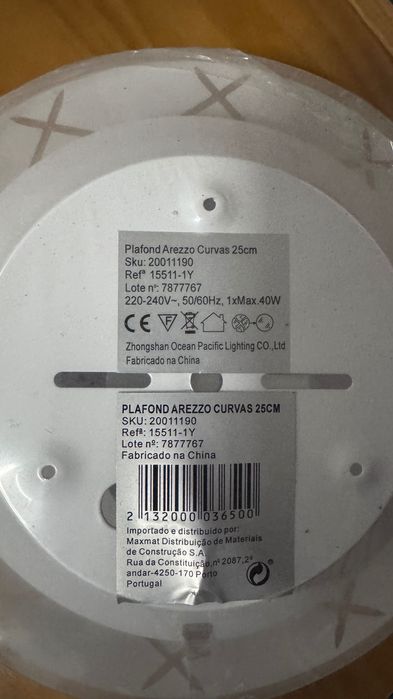 Plafond Arezzo Curvas 25cm
Sku: 20011190
Refª 15511-1Y
Lote nº: 7877767
220-240V~, 50/60Hz, 1xMax.40W
CE F
Zhongshan Ocean Pacific Lighting CO.,Ltd
Fabricado na China
PLAFOND AREZZO CURVAS 25CM
SKU: 20011190
Refª: 15511-1Y
Lote nº: 7877767
Fabricado na China
2 132000 036500
Importado e distribuido por:
Maxmat Distribuição de Materiais
de Construção S.A.
Rua da Constituição,nº 2087,2º
andar-4250-170 Porto
Portugal